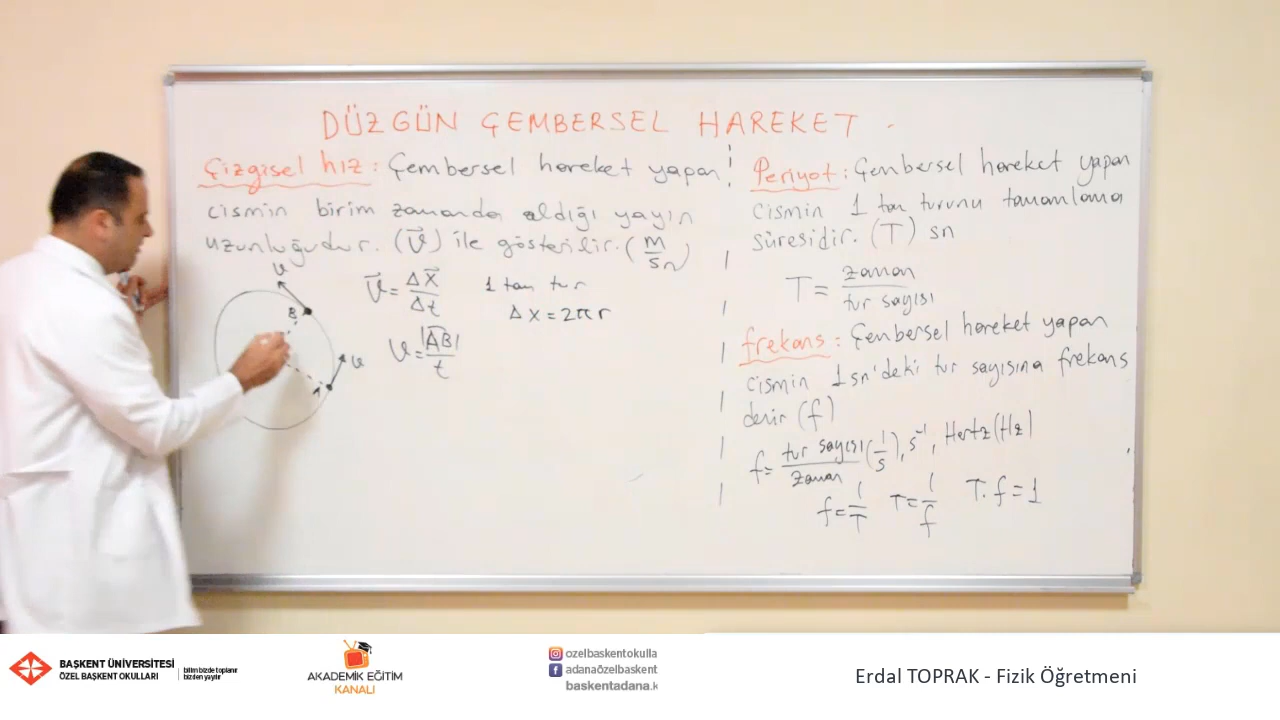 DÜZGÜN ÇEMBERSEL HAREKET.
Çizgisel hız: Çembersel hareket yapan
cismin birim zamanda aldığı yayın
uzunluğudur. (V) ile gösterilir. (m/sn)
V = ΔX/Δt
1 tam tur
Δx = 2πr
V = |AB|/t
V
B
V
Periyot: Çembersel hareket yapan
cismin 1 tam turunu tamamlama
süresidir. (T) sn
T = zaman/tur sayısı
frekans: Çembersel hareket yapan
cismin 1sn'deki tur sayısına frekans
denir (f)
f = tur sayısı/zaman (1/s), s⁻¹, Hertz (Hz)
f = 1/T T = 1/f T. f = 1
BAŞKENT ÜNİVERSİTESİ
ÖZEL BAŞKENT OKULLARI
bilim bizde toplanır
bizden yayılır
AKADEMİK EĞİTİM
KANALI
ozelbaskentokulla
adanaözelbaskent
baskentadana.k
Erdal TOPRAK - Fizik Öğretmeni